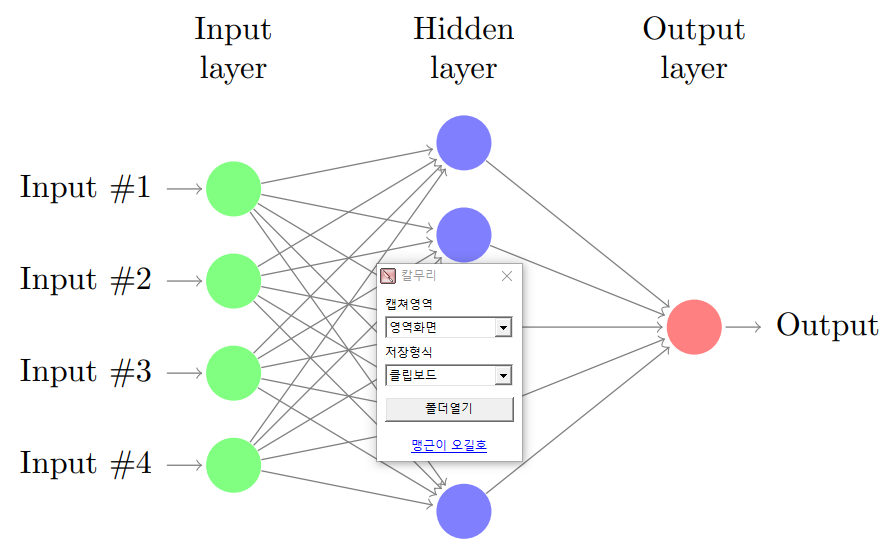 Input
layer
Hidden
layer
Output
layer
Input #1
Input #2
Input #3
Input #4
칼무리
캡쳐영역
영역화면
저장형식
클립보드
폴더열기
맹근이 오길호
Output